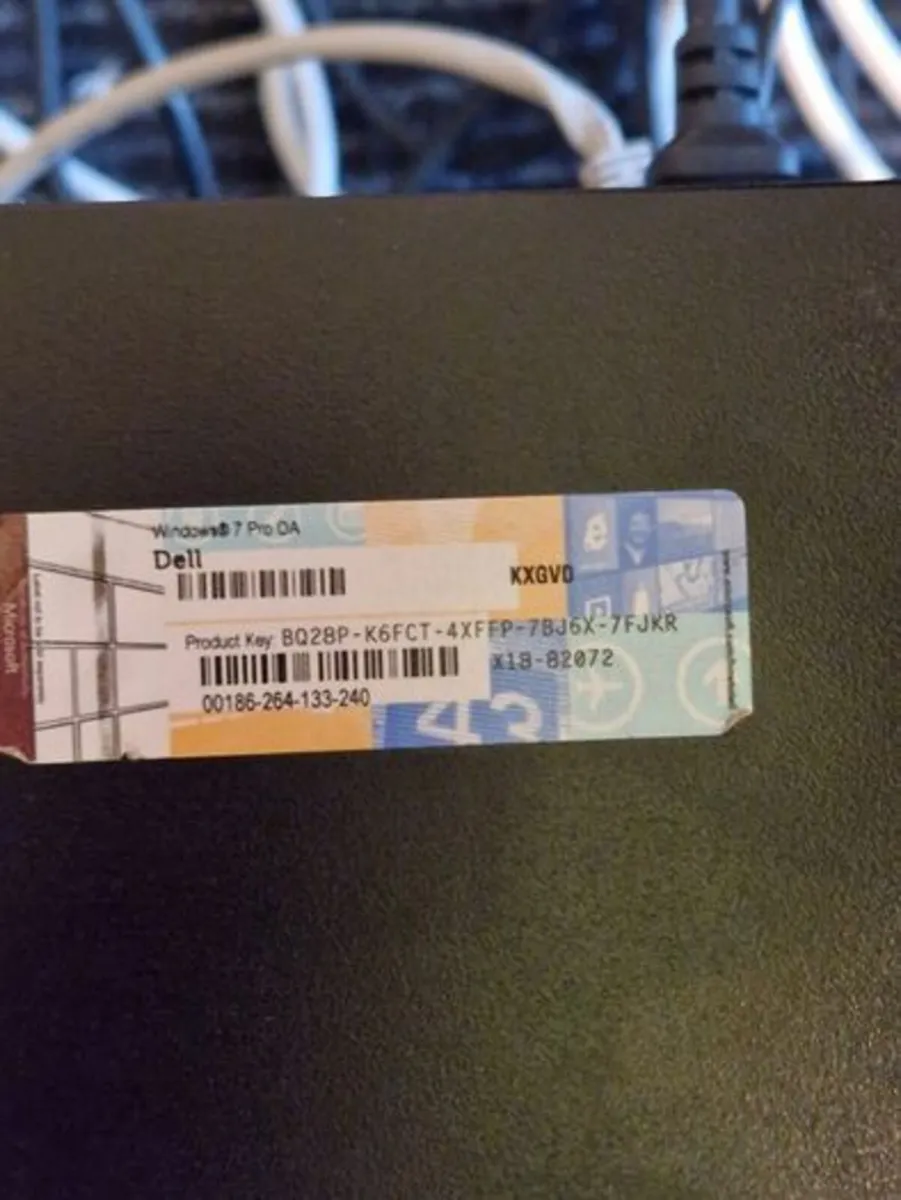 Windows® 7 Pro OA
Dell
KXGVD
Product Key: BQ28P-K6FCT-4XFFP-7BJ6X-7FJKR
X18-82072
00186-264-133-240
Microsoft